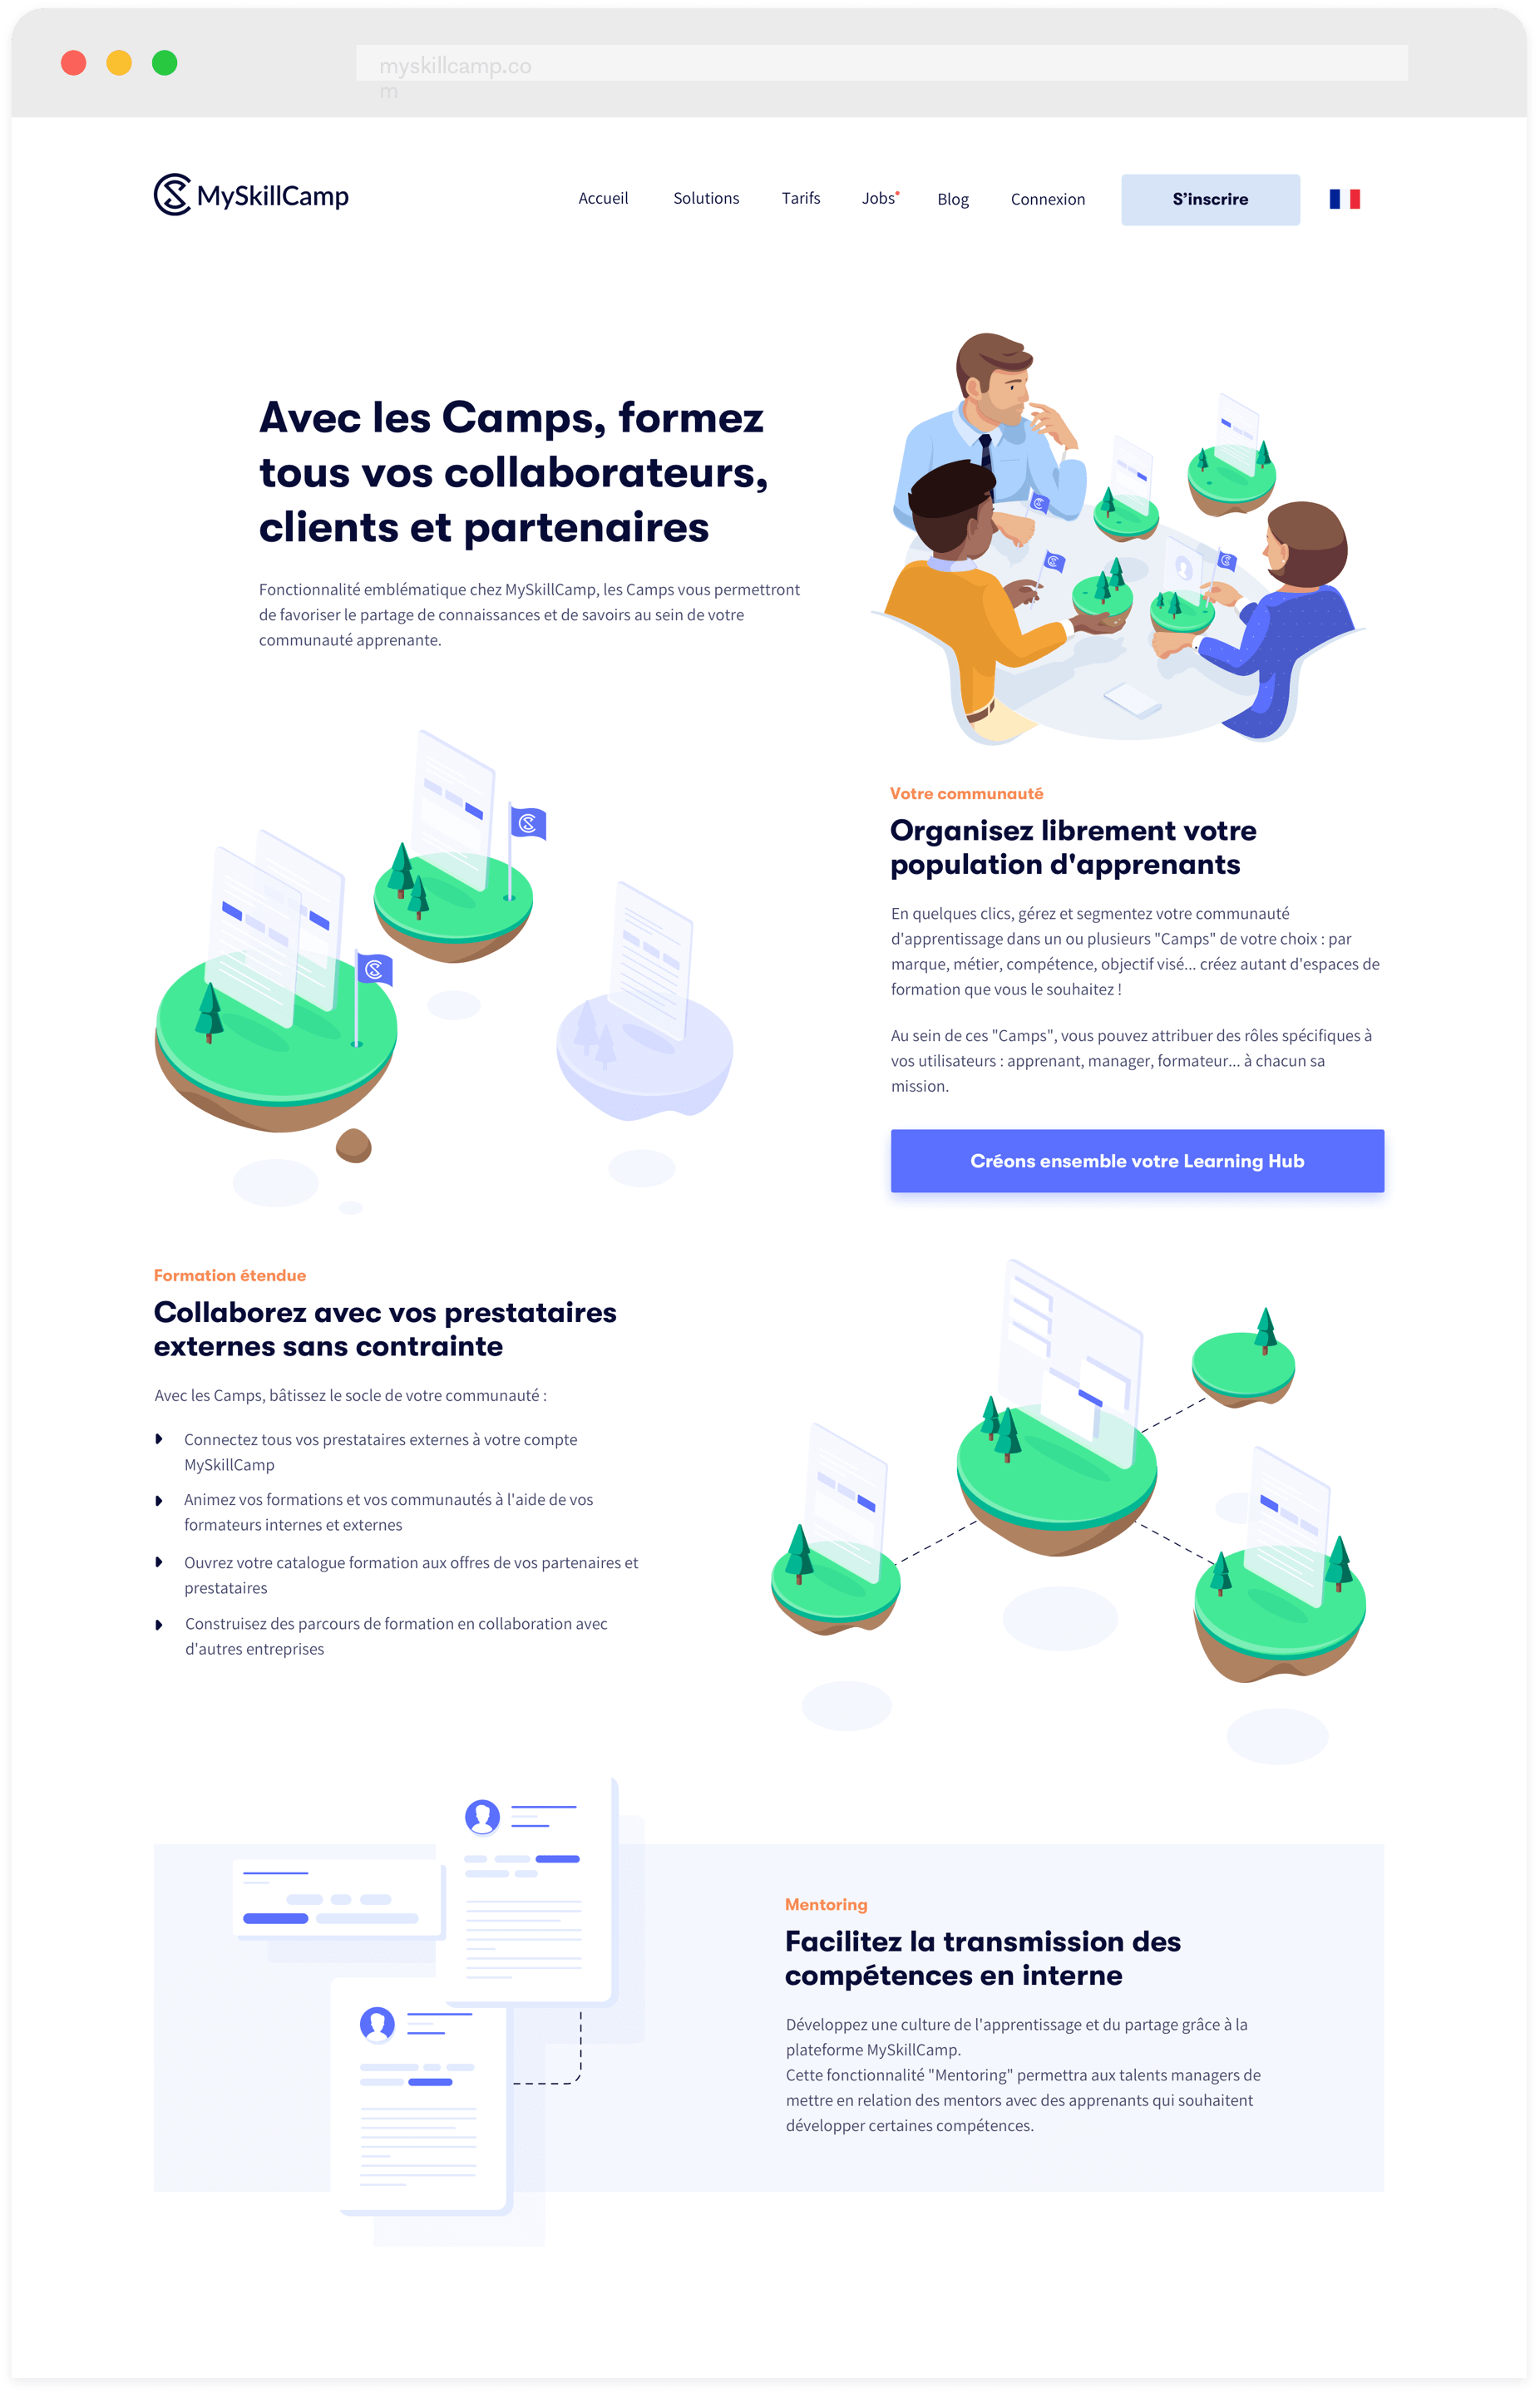 myskillcamp.co
m
MySkillCamp
Accueil
Solutions
Tarifs
Jobs
Blog
Connexion
S'inscrire
Avec les Camps, formez
tous vos collaborateurs,
clients et partenaires
Fonctionnalité emblématique chez MySkillCamp, les Camps vous permettront
de favoriser le partage de connaissances et de savoirs au sein de votre
communauté apprenante.
Votre communauté
Organisez librement votre
population d'apprenants
En quelques clics, gérez et segmentez votre communauté
d'apprentissage dans un ou plusieurs "Camps" de votre choix : par
marque, métier, compétence, objectif visé... créez autant d'espaces de
formation que vous le souhaitez !
Au sein de ces "Camps", vous pouvez attribuer des rôles spécifiques à
vos utilisateurs : apprenant, manager, formateur... à chacun sa
mission.
Créons ensemble votre Learning Hub
Formation étendue
Collaborez avec vos prestataires
externes sans contrainte
Avec les Camps, bâtissez le socle de votre communauté :
Connectez tous vos prestataires externes à votre compte
MySkillCamp
Animez vos formations et vos communautés à l'aide de vos
formateurs internes et externes
Ouvrez votre catalogue formation aux offres de vos partenaires et
prestataires
Construisez des parcours de formation en collaboration avec
d'autres entreprises
Mentoring
Facilitez la transmission des
compétences en interne
Développez une culture de l'apprentissage et du partage grâce à la
plateforme MySkillCamp.
Cette fonctionnalité "Mentoring" permettra aux talents managers de
mettre en relation des mentors avec des apprenants qui souhaitent
développer certaines compétences.